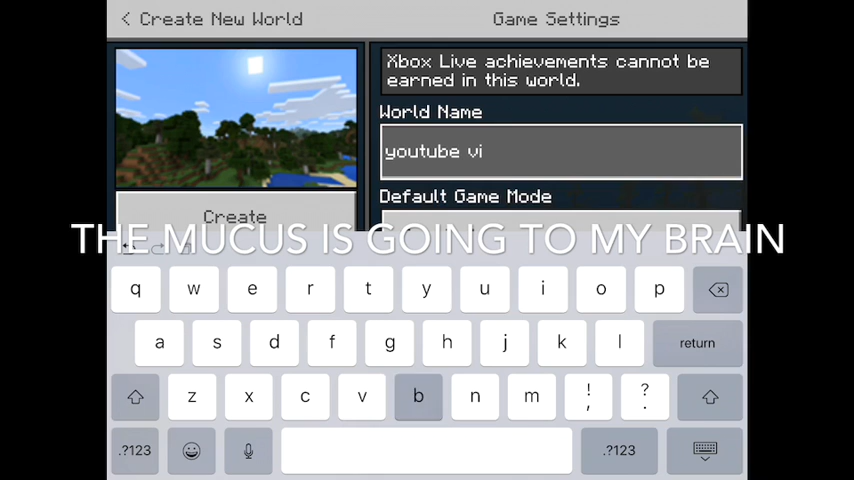 < Create New World
Game Settings
Xbox Live achievements cannot be
earned in this world.
World Name
youtube vi
Default Game Mode
Create
THE MUCUS IS GOING TO MY BRAIN
q w e r t y u i o p
a s d f g h j k l return
z x c v b n m ! , ? .
.?123 .?123